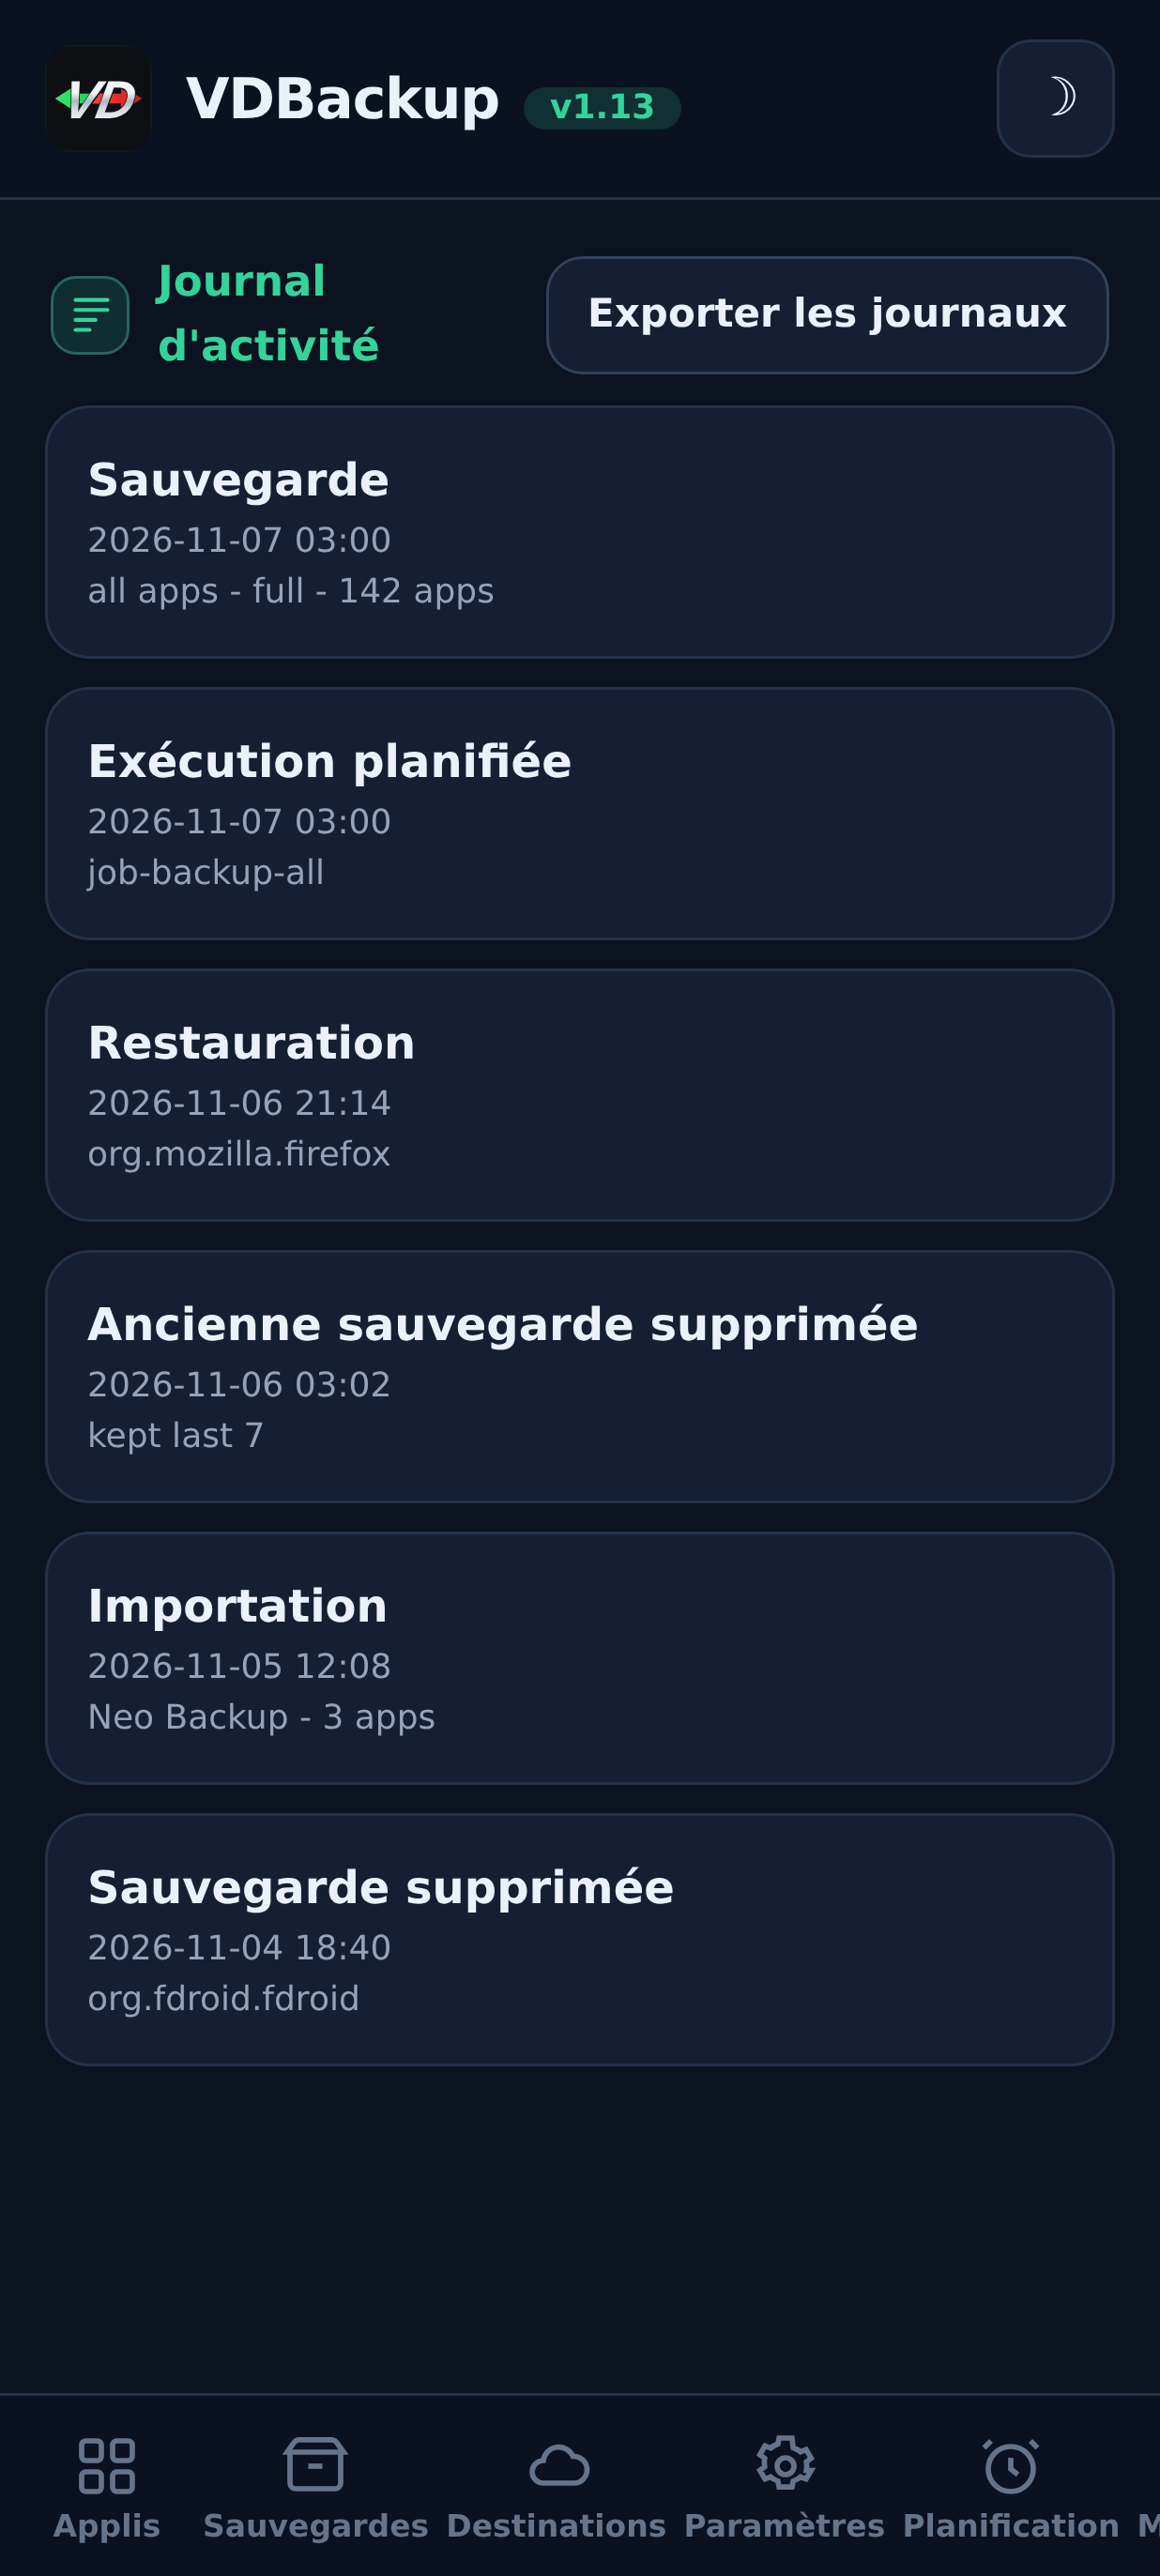 VD
VDBackup v1.13
Journal
d'activité
Exporter les journaux
Sauvegarde
2026-11-07 03:00
all apps - full - 142 apps
Exécution planifiée
2026-11-07 03:00
job-backup-all
Restauration
2026-11-06 21:14
org.mozilla.firefox
Ancienne sauvegarde supprimée
2026-11-06 03:02
kept last 7
Importation
2026-11-05 12:08
Neo Backup - 3 apps
Sauvegarde supprimée
2026-11-04 18:40
org.fdroid.fdroid
Applis Sauvegardes Destinations Paramètres Planification